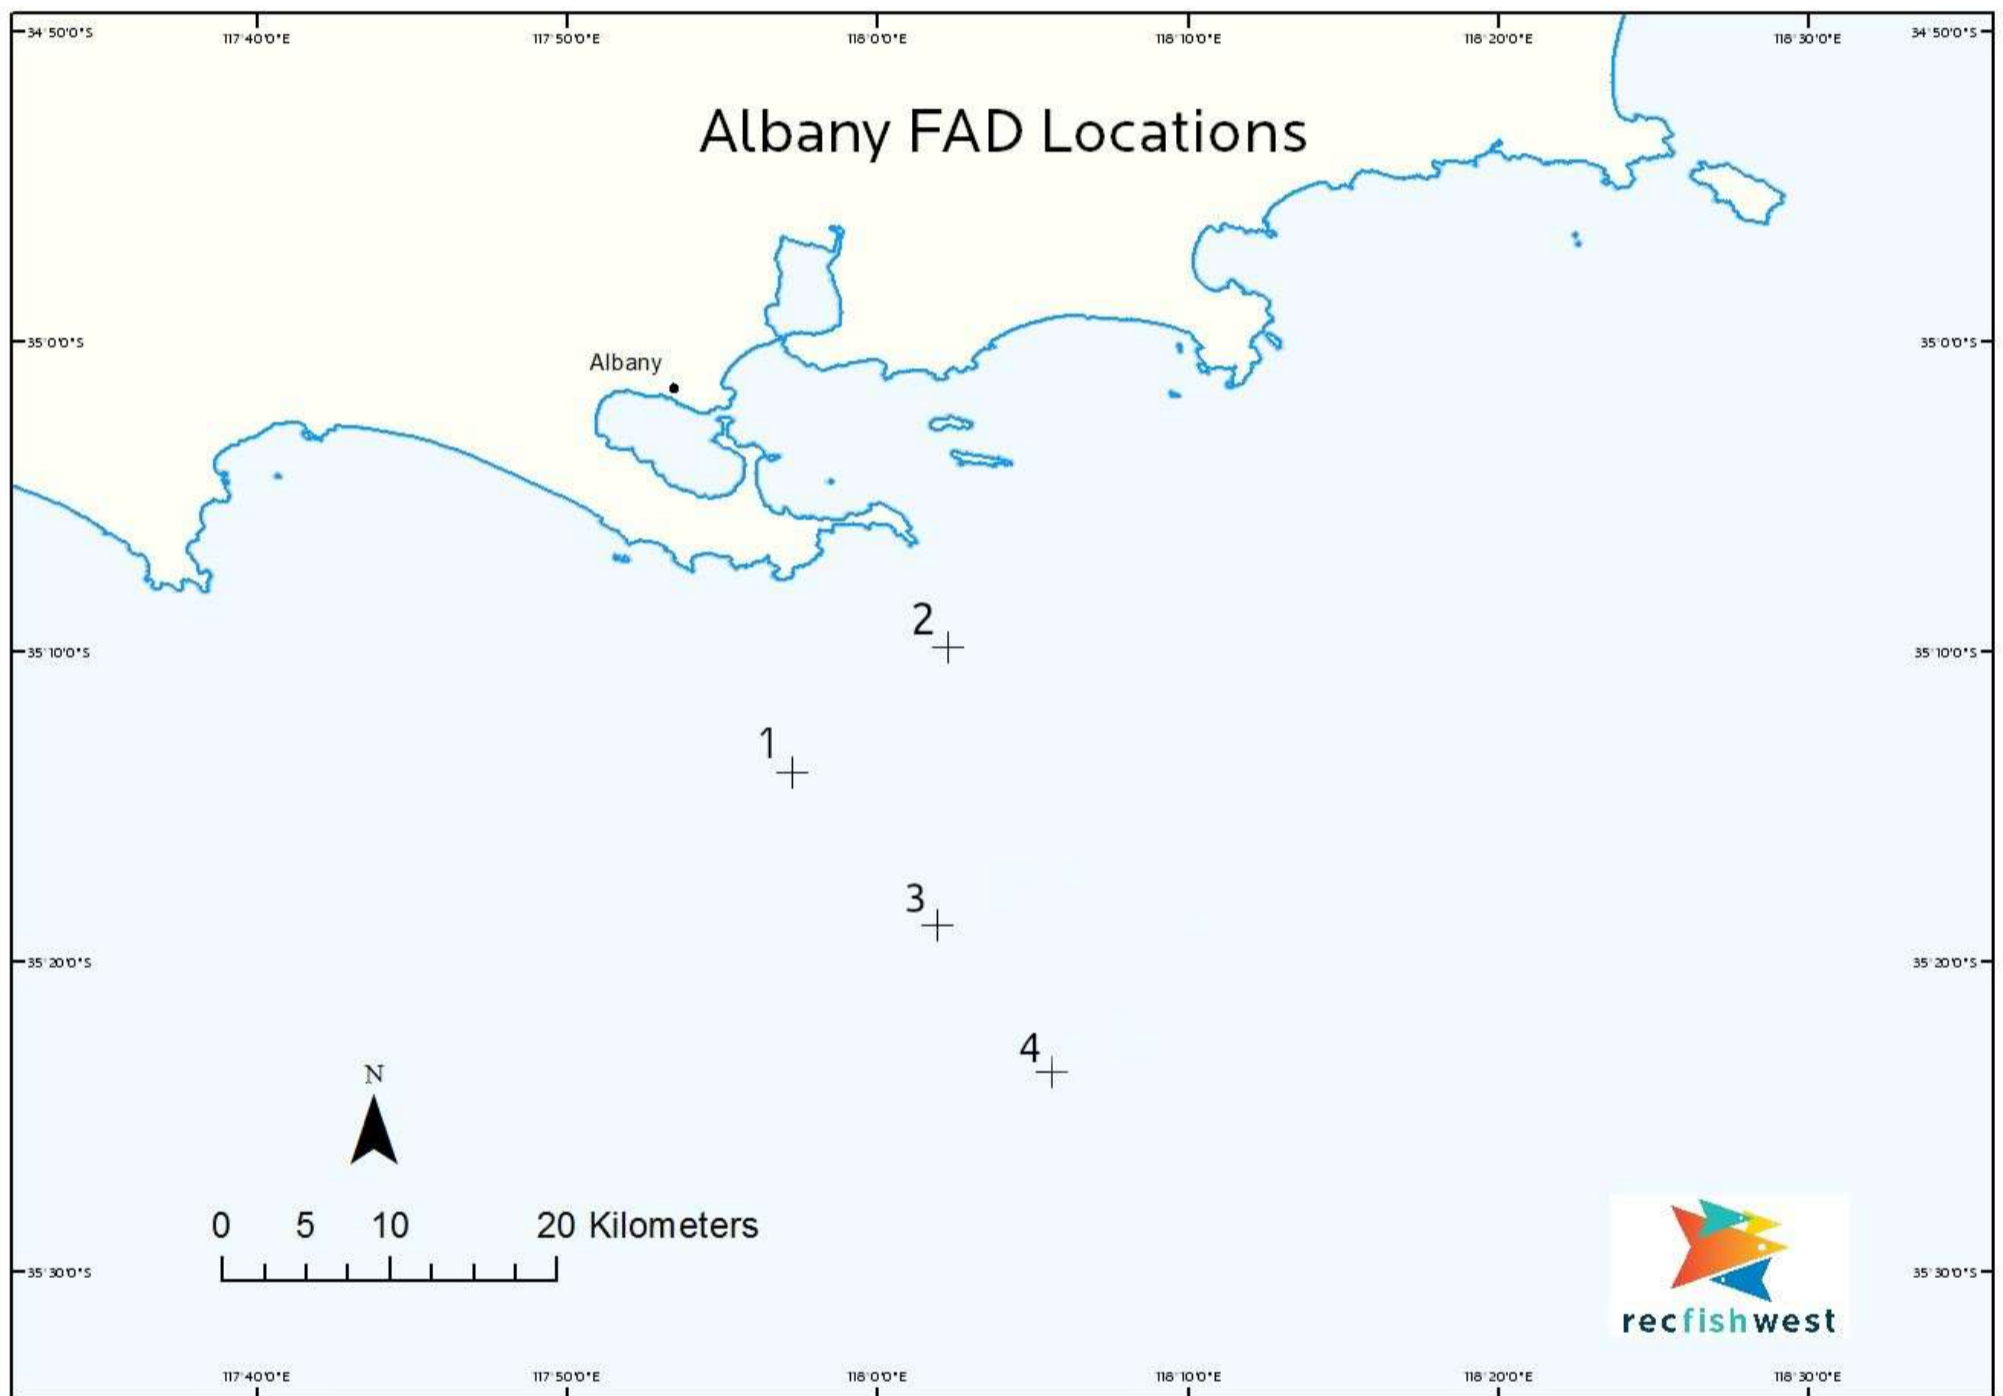 34°50'0"S 117°40'0"E 117°50'0"E 118°0'0"E 118°10'0"E 118°20'0"E 118°30'0"E 34°50'0"S
Albany FAD Locations
35°0'0"S 35°0'0"S
Albany
2
35°10'0"S 35°10'0"S
1
3
35°20'0"S 35°20'0"S
4
N
0 5 10 20 Kilometers
35°30'0"S 35°30'0"S
recfishwest
117°40'0"E 117°50'0"E 118°0'0"E 118°10'0"E 118°20'0"E 118°30'0"E